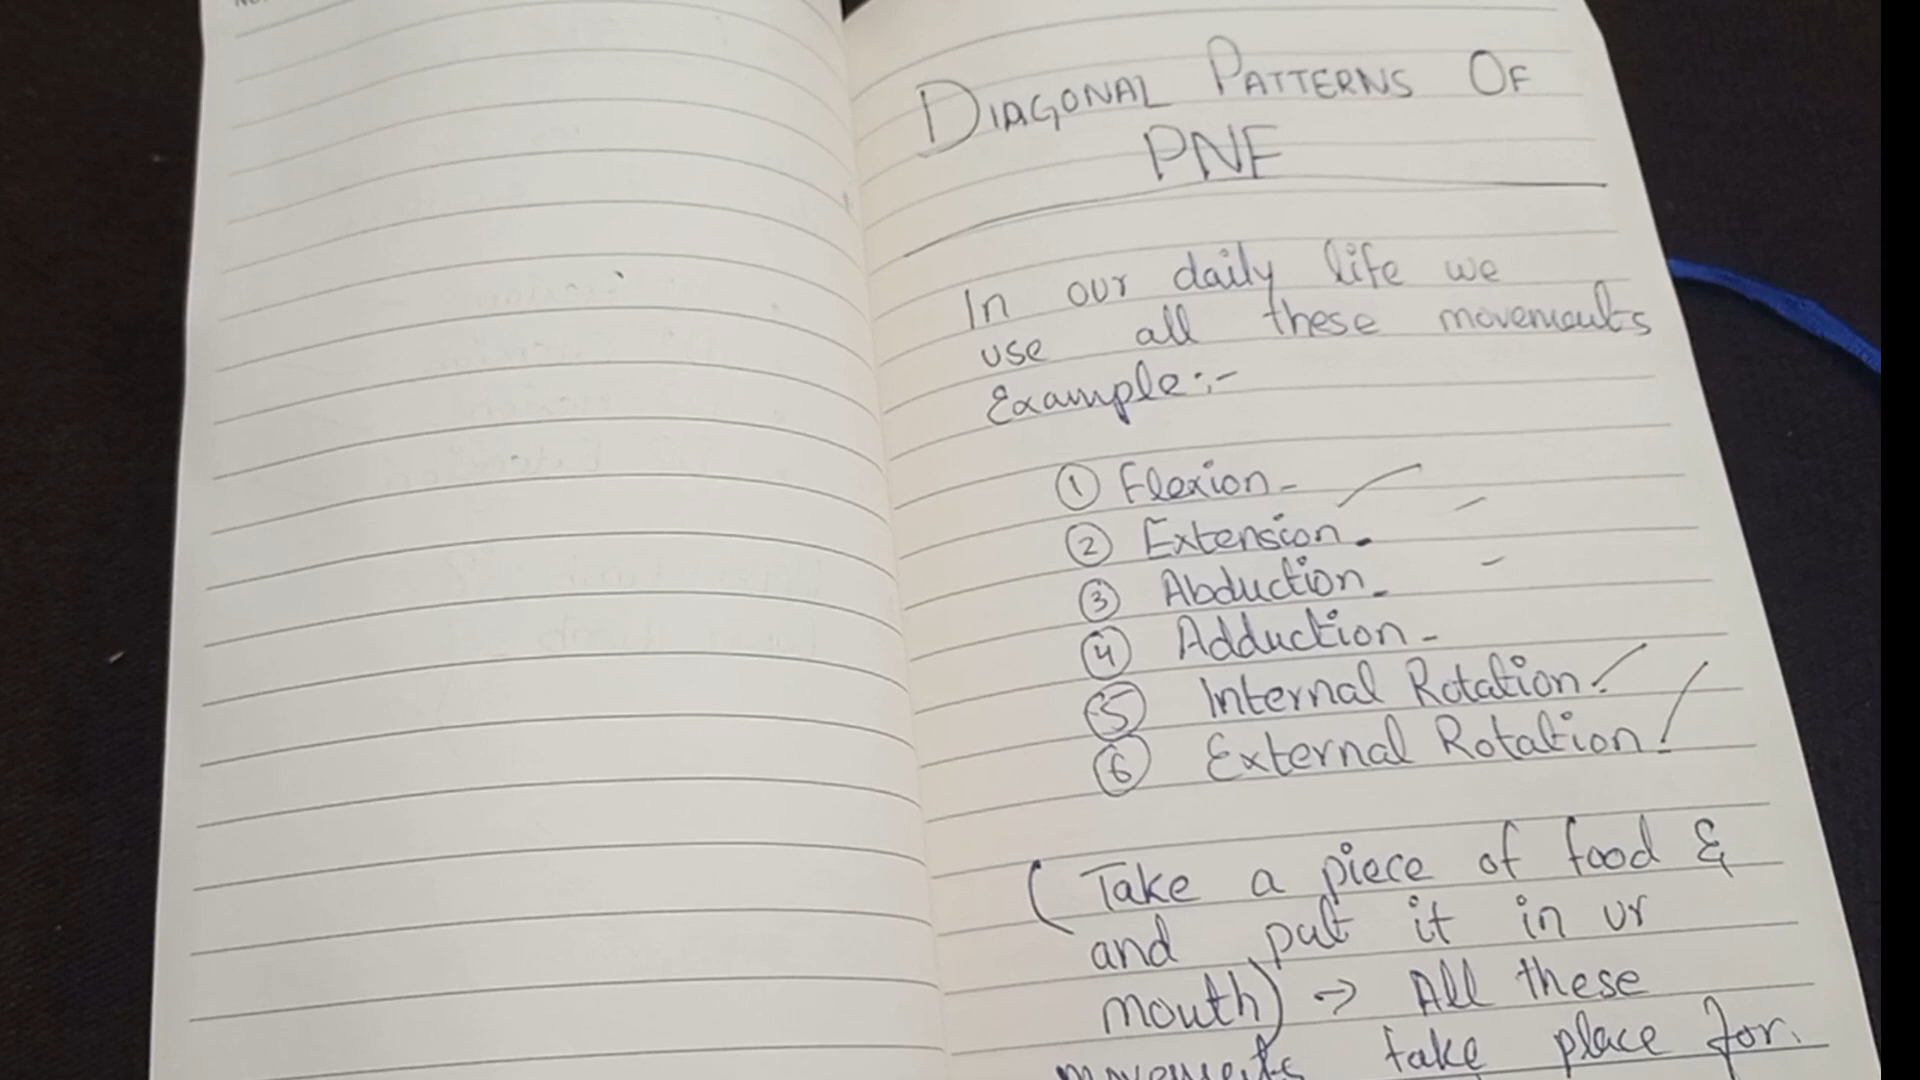 DIAGONAL PATTERNS OF
PNF
In our daily life we
use all these movements
Example:-
① Flexion -
② Extension -
③ Abduction -
④ Adduction -
⑤ Internal Rotation
⑥ External Rotation
(Take a piece of food &
and put it in ur
mouth) → All these
movements take place for